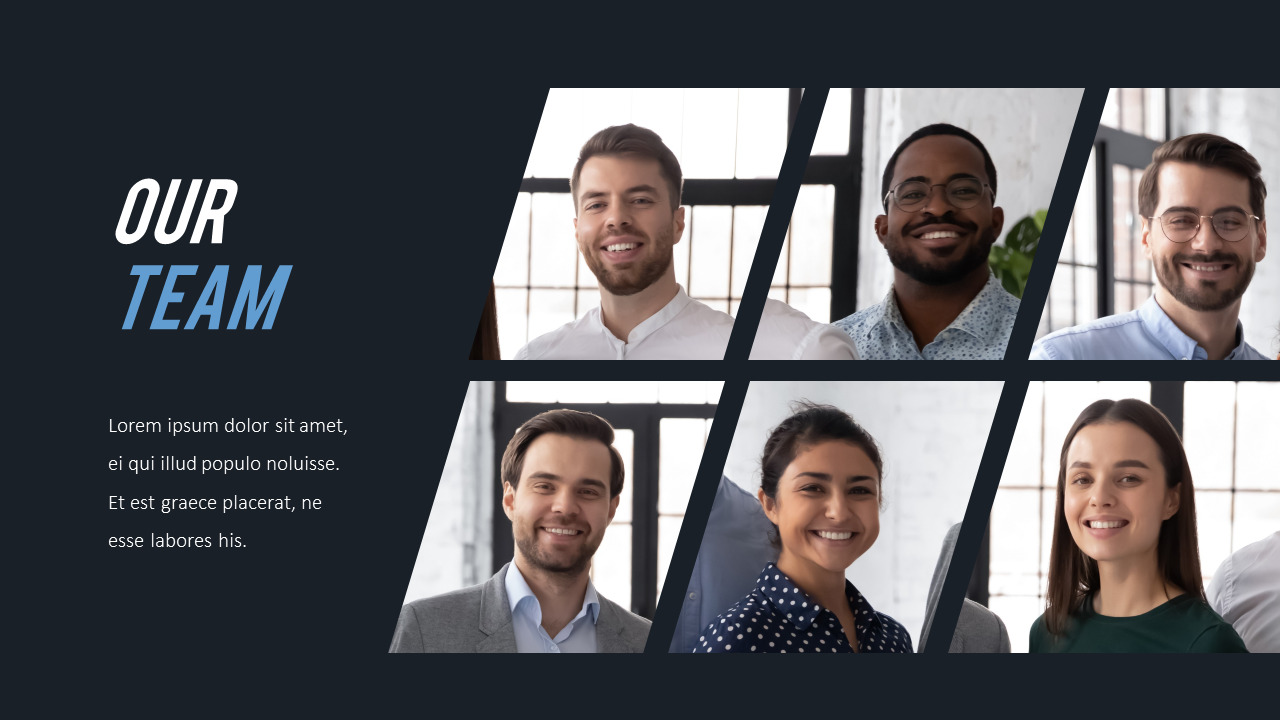 OUR
TEAM
Lorem ipsum dolor sit amet,
ei qui illud populo noluisse.
Et est graece placerat, ne
esse labores his.